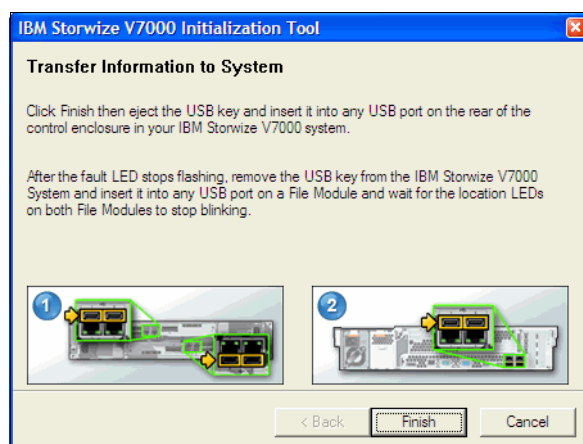 IBM Storwize V7000 Initialization Tool
Transfer Information to System
Click Finish then eject the USB key and insert it into any USB port on the rear of the
control enclosure in your IBM Storwize V7000 system.
After the fault LED stops flashing, remove the USB key from the IBM Storwize V7000
System and insert it into any USB port on a File Module and wait for the location LEDs
on both File Modules to stop blinking.
1
2
< Back
Finish
Cancel